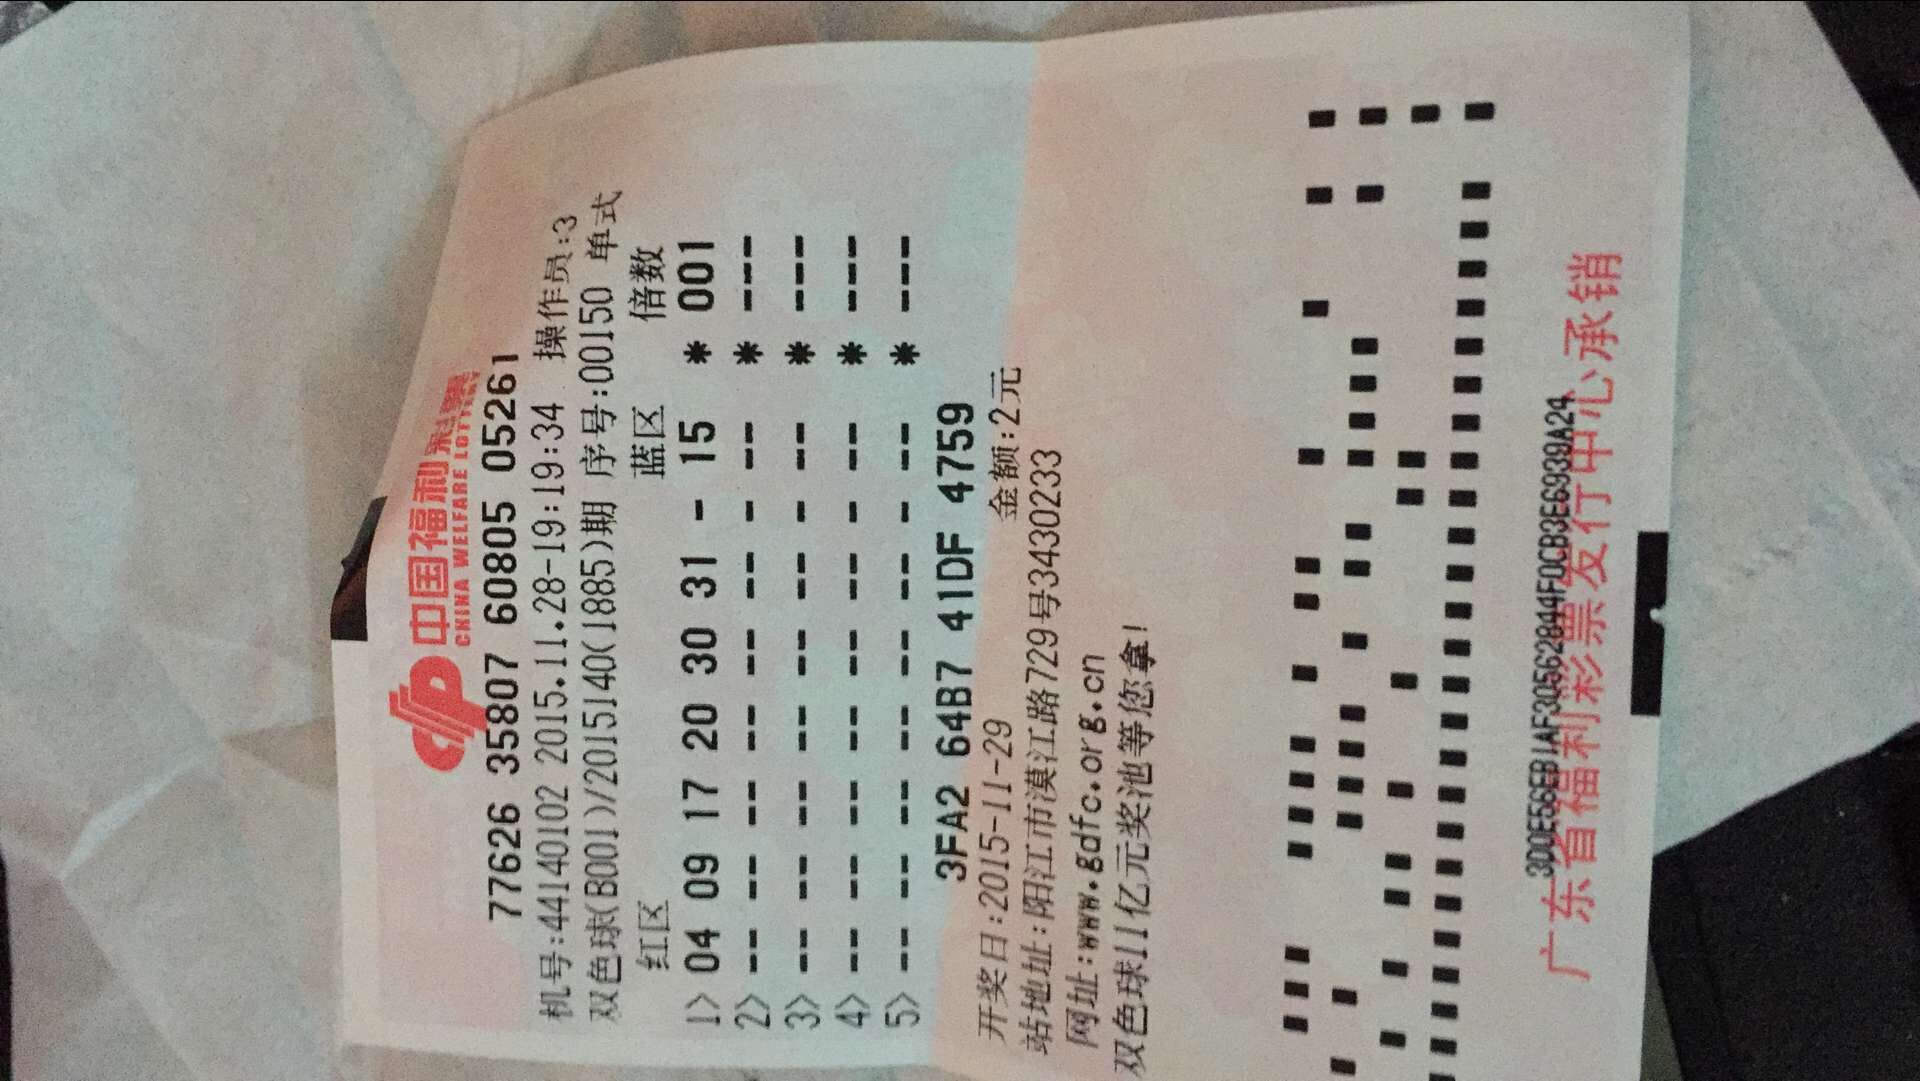 中国福利彩票
CHINA WELFARE LOTTERY
77626 35807 60805 05261
机号:44140102 2015.11.28-19:19:34 操作员:3
双色球(B001)/2015140(1885)期 序号:00150 单式
红区 蓝区 倍数
1> 04 09 17 20 30 31 - 15 * 001
2> -- -- -- -- -- -- - -- * ---
3> -- -- -- -- -- -- - -- * ---
4> -- -- -- -- -- -- - -- * ---
5> -- -- -- -- -- -- - -- * ---
3FA2 64B7 41DF 4759
开奖日:2015-11-29 金额:2元
站地址:阳江市漠江路729号3430233
网址:www.gdfc.org.cn
双色球11亿元奖池等您拿!
广东省福利彩票发行中心承销